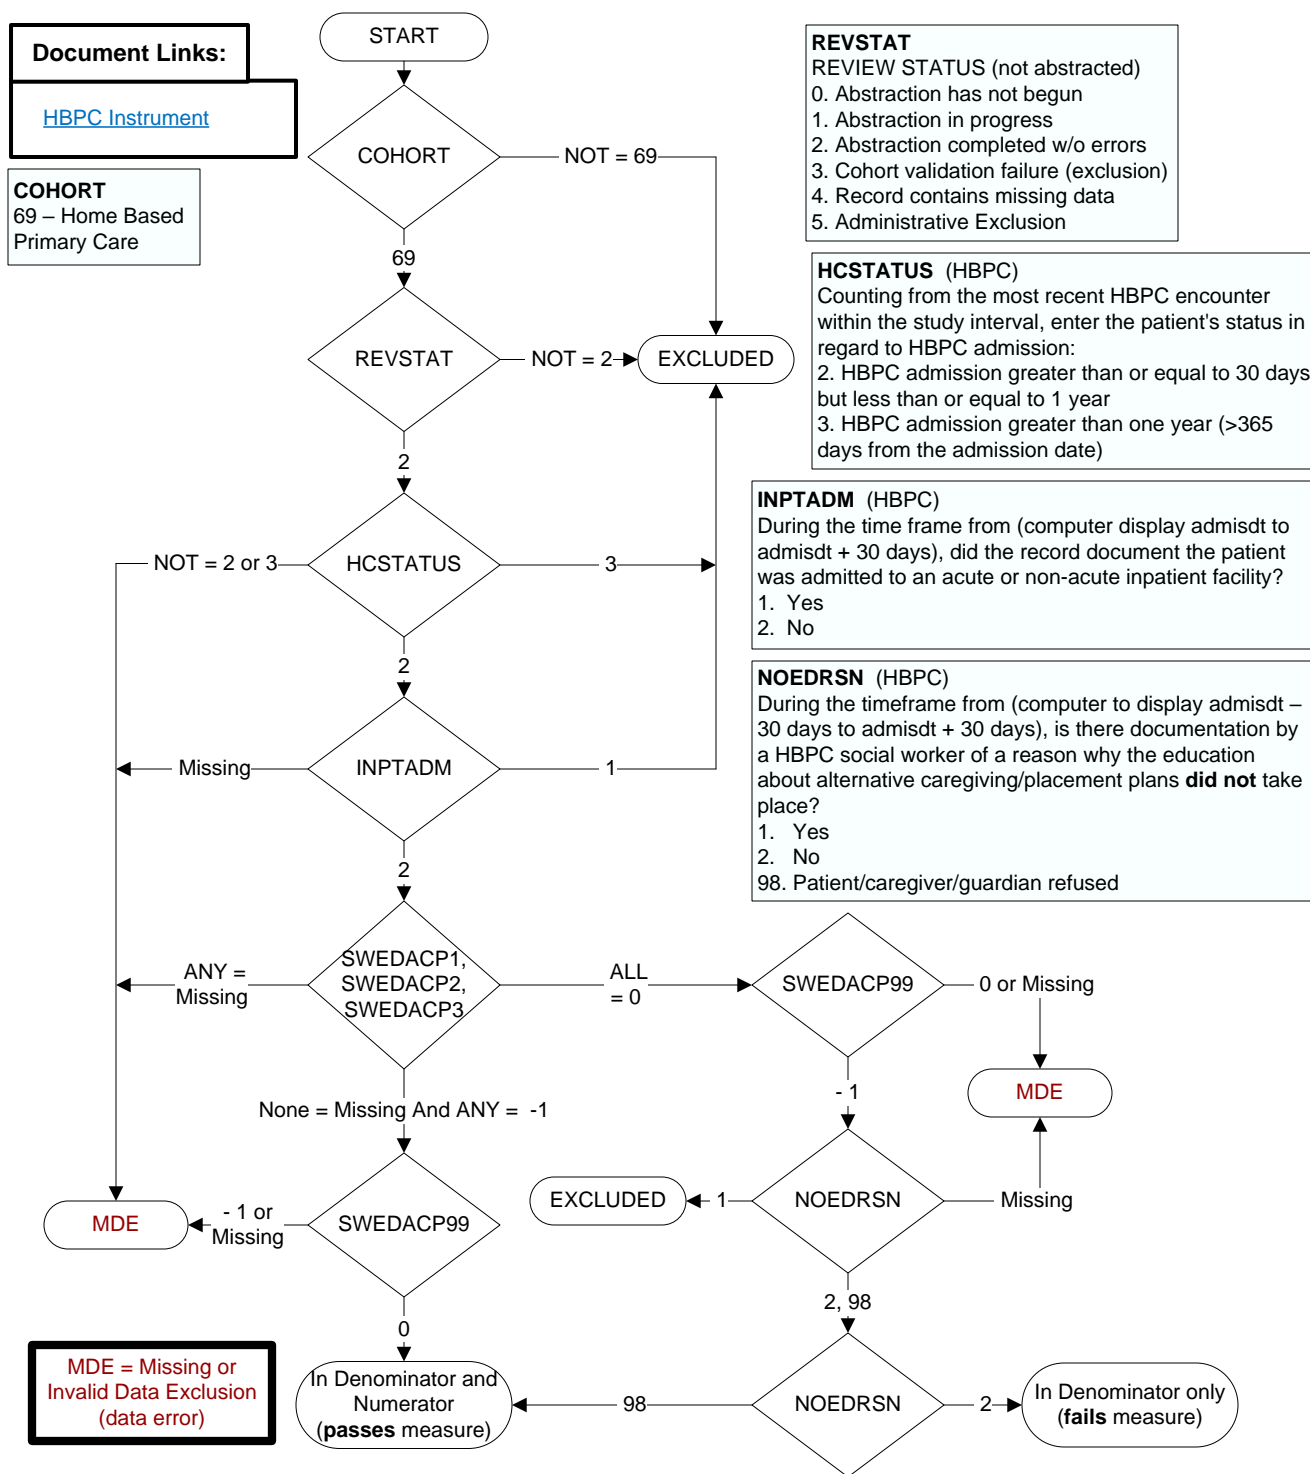 Document Links:
HBPC Instrument
COHORT
69 – Home Based
Primary Care
START
COHORT
NOT = 69
69
REVSTAT
NOT = 2
EXCLUDED
2
HCSTATUS
NOT = 2 or 3
3
2
INPTADM
Missing
1
2
SWEDACP1,
SWEDACP2,
SWEDACP3
ANY =
Missing
ALL
= 0
SWEDACP99
0 or Missing
MDE
- 1
None = Missing And ANY =  -1
SWEDACP99
- 1 or
Missing
MDE
0
NOEDRSN
1
EXCLUDED
Missing
2, 98
NOEDRSN
98
2
In Denominator and
Numerator
(passes measure)
In Denominator only
(fails measure)
MDE = Missing or
Invalid Data Exclusion
(data error)
REVSTAT
REVIEW STATUS (not abstracted)
0. Abstraction has not begun
1. Abstraction in progress
2. Abstraction completed w/o errors
3. Cohort validation failure (exclusion)
4. Record contains missing data
5. Administrative Exclusion
HCSTATUS  (HBPC)
Counting from the most recent HBPC encounter
within the study interval, enter the patient's status in
regard to HBPC admission:
2. HBPC admission greater than or equal to 30 days
but less than or equal to 1 year
3. HBPC admission greater than one year (>365
days from the admission date)
INPTADM  (HBPC)
During the time frame from (computer display admisdt to
admisdt + 30 days), did the record document the patient
was admitted to an acute or non-acute inpatient facility?
1.  Yes
2.  No
NOEDRSN  (HBPC)
During the timeframe from (computer to display admisdt –
30 days to admisdt + 30 days), is there documentation by
a HBPC social worker of a reason why the education
about alternative caregiving/placement plans did not take
place?
1.   Yes
2.   No
98. Patient/caregiver/guardian refused